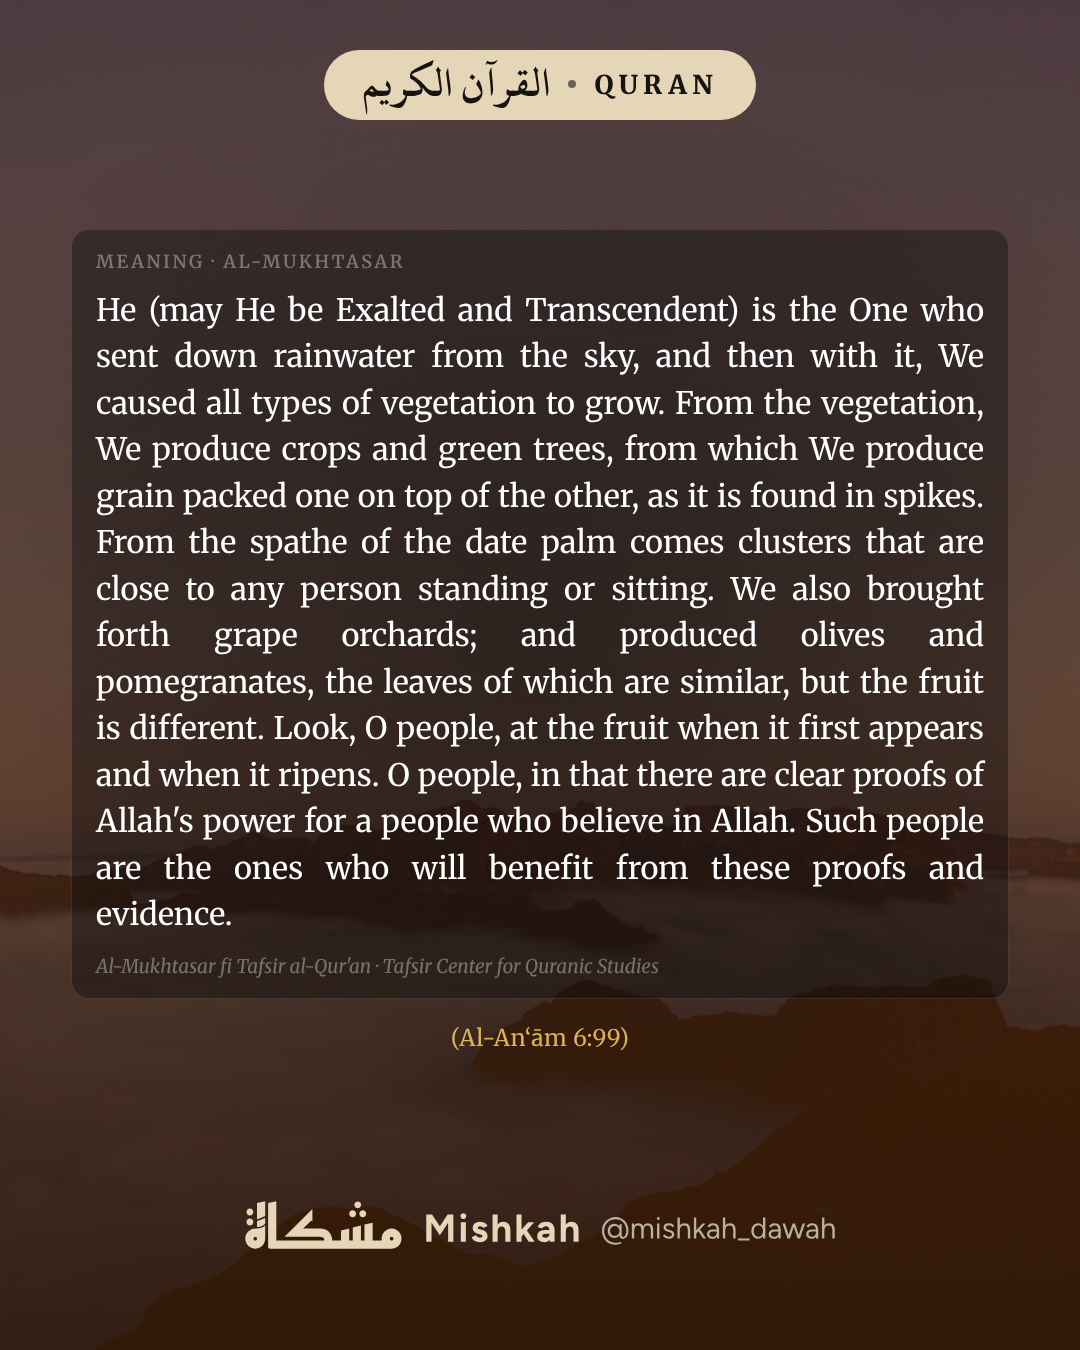 القرآن الكريم • QURAN
MEANING · AL-MUKHTASAR
He (may He be Exalted and Transcendent) is the One who
sent down rainwater from the sky, and then with it, We
caused all types of vegetation to grow. From the vegetation,
We produce crops and green trees, from which We produce
grain packed one on top of the other, as it is found in spikes.
From the spathe of the date palm comes clusters that are
close to any person standing or sitting. We also brought
forth grape orchards; and produced olives and
pomegranates, the leaves of which are similar, but the fruit
is different. Look, O people, at the fruit when it first appears
and when it ripens. O people, in that there are clear proofs of
Allah's power for a people who believe in Allah. Such people
are the ones who will benefit from these proofs and
evidence.
Al-Mukhtasar fi Tafsir al-Qur'an · Tafsir Center for Quranic Studies
(Al-An‘ām 6:99)
مشكاة Mishkah @mishkah_dawah